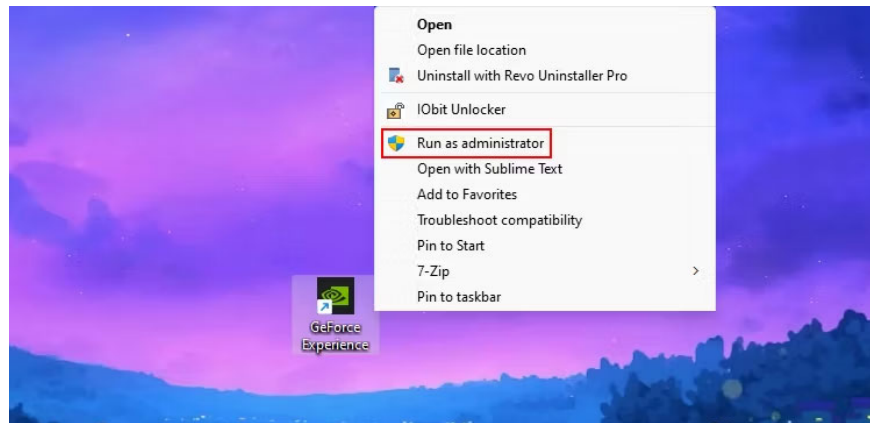 Open
Open file location
Uninstall with Revo Uninstaller Pro
IObit Unlocker
Run as administrator
Open with Sublime Text
Add to Favorites
Troubleshoot compatibility
Pin to Start
7-Zip
Pin to taskbar
GeForce
Experience